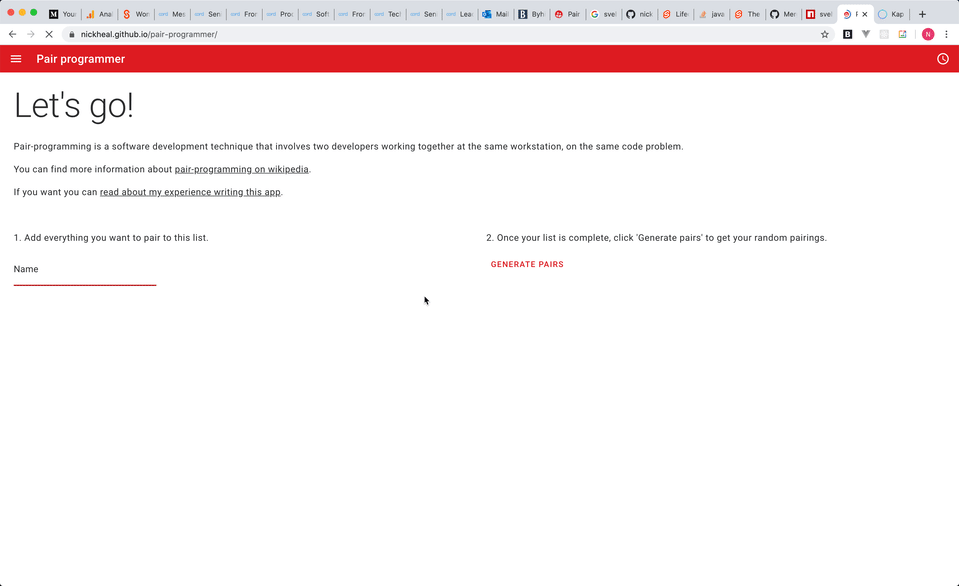 You
Ana
Wor
Mes
Sen
Fror
Proc
Soft
Fror
Tecl
Sen
Lea
Mail
Byh
Pair
svel
nick
Life
java
The
Mer
svel
Kap
nickheal.github.io/pair-programmer/
N
Pair programmer
Let's go!
Pair-programming is a software development technique that involves two developers working together at the same workstation, on the same code problem.
You can find more information about pair-programming on wikipedia.
If you want you can read about my experience writing this app.
1. Add everything you want to pair to this list.
2. Once your list is complete, click 'Generate pairs' to get your random pairings.
Name
GENERATE PAIRS